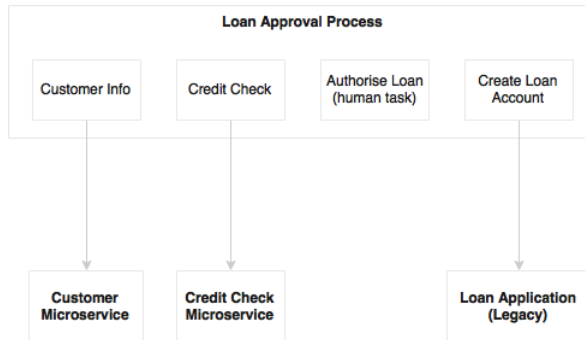 Loan Approval Process
Customer Info
Credit Check
Authorise Loan
(human task)
Create Loan
Account
Customer
Microservice
Credit Check
Microservice
Loan Application
(Legacy)